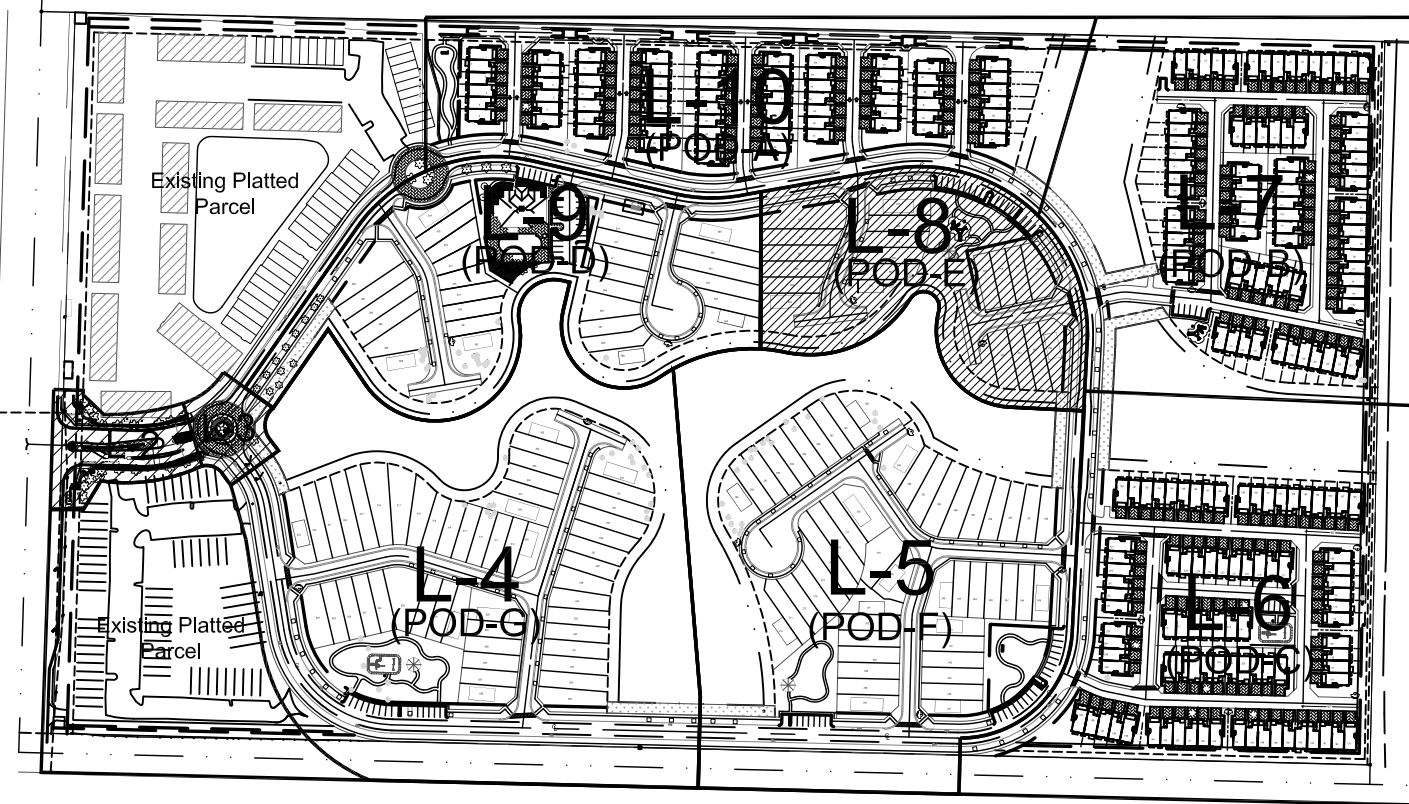 L-10
(POD-A)
Existing Platted
Parcel
L-9
(POD-D)
L-8
(POD-E)
L-7
(POD-B)
L-2
L-4
(POD-G)
L-5
(POD-F)
L-6
(POD-C)
Existing Platted
Parcel